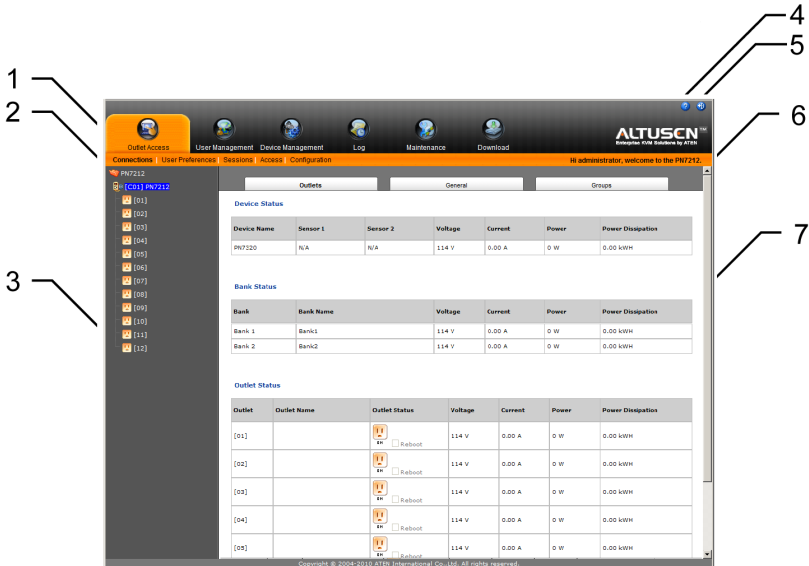 4
5
1
2
6
7
3
ALTUSEN™
Enterprise KVM Solutions by ATEN
Outlet Access User Management Device Management Log Maintenance Download
Connections | User Preferences | Sessions | Access | Configuration Hi administrator, welcome to the PN7212.
PN7212
[C01] PN7212
[01]
[02]
[03]
[04]
[05]
[06]
[07]
[08]
[09]
[10]
[11]
[12]
Outlets General Groups
Device Status
Device Name Sensor 1 Sensor 2 Voltage Current Power Power Dissipation
PN7320 N/A N/A 114 V 0.00 A 0 W 0.00 kWH
Bank Status
Bank Bank Name Voltage Current Power Power Dissipation
Bank 1 Bank1 114 V 0.00 A 0 W 0.00 kWH
Bank 2 Bank2 114 V 0.00 A 0 W 0.00 kWH
Outlet Status
Outlet Outlet Name Outlet Status Voltage Current Power Power Dissipation
[01] ON Reboot 114 V 0.00 A 0 W 0.00 kWH
[02] ON Reboot 114 V 0.00 A 0 W 0.00 kWH
[03] ON Reboot 114 V 0.00 A 0 W 0.00 kWH
[04] ON Reboot 114 V 0.00 A 0 W 0.00 kWH
[05] ON Reboot 114 V 0.00 A 0 W 0.00 kWH
Copyright © 2004-2010 ATEN International Co.,Ltd. All rights reserved.